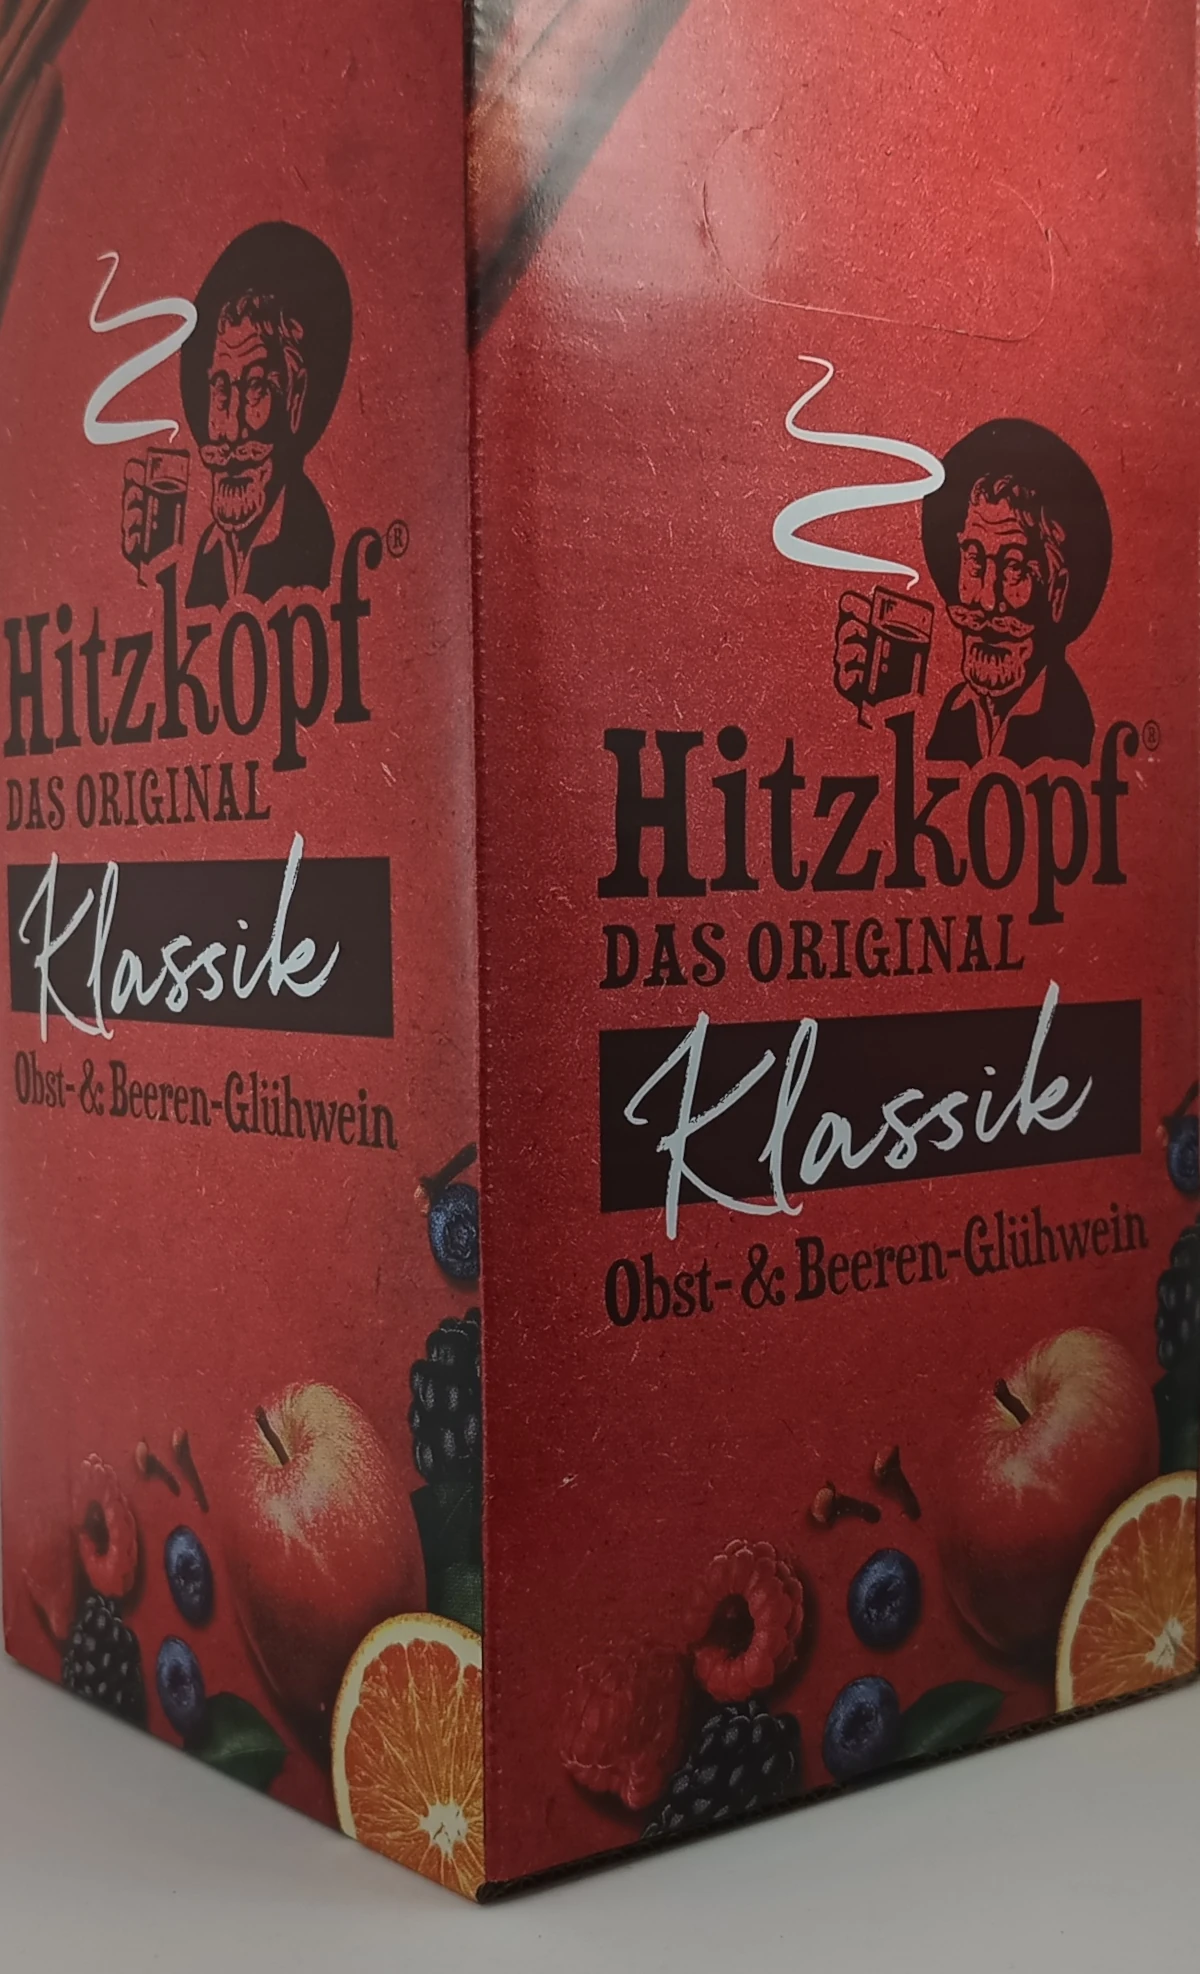 Hitzkopf®
DAS ORIGINAL
Klassik
Obst- & Beeren-Glühwein
Hitzkopf®
DAS ORIGINAL
Klassik
Obst- & Beeren-Glühwein